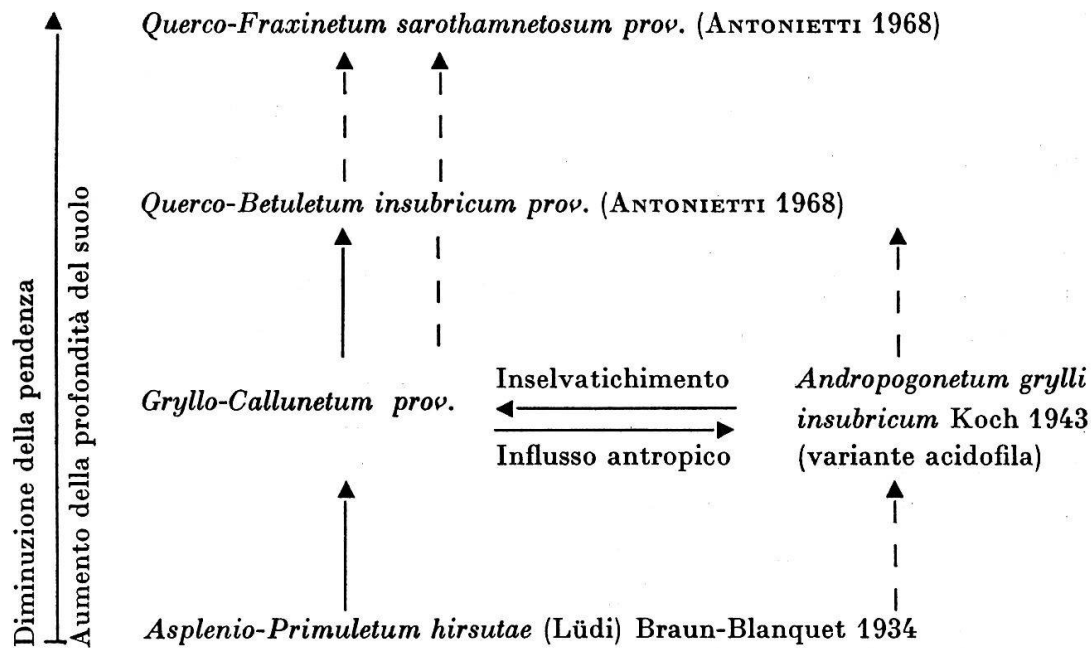 Querco-Fraxinetum sarothamnetosum prov. (ANTONIETTI 1968)
Querco-Betuletum insubricum prov. (ANTONIETTI 1968)
Diminuzione della pendenza
Aumento della profondità del suolo
Gryllo-Callunetum prov.
Inselvatichimento
Influsso antropico
Andropogonetum grylli
insubricum Koch 1943
(variante acidofila)
Asplenio-Primuletum hirsutae (Lüdi) Braun-Blanquet 1934